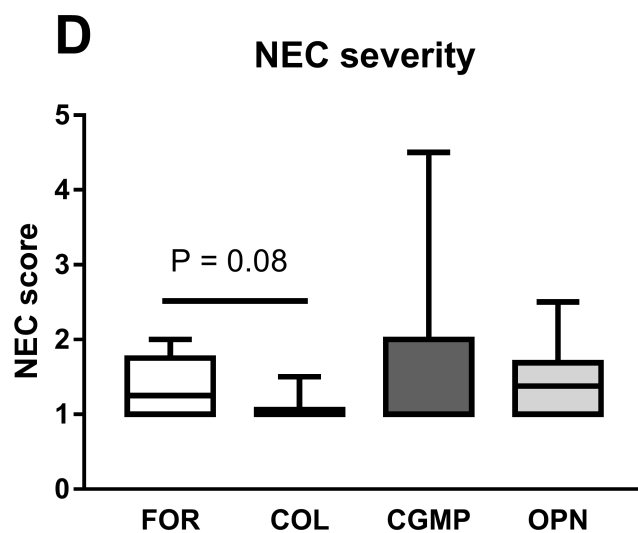 D
NEC severity
5
4
3
2
1
0
NEC score
P = 0.08
FOR COL CGMP OPN